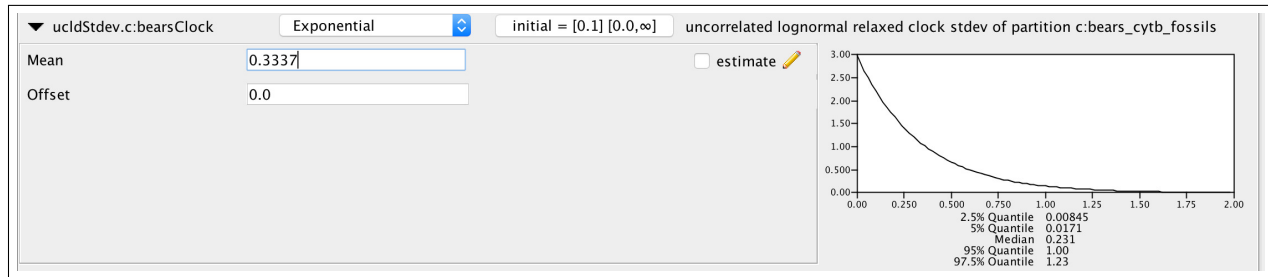 ▼ ucldStdev.c:bearsClock Exponential initial = [0.1] [0.0,∞] uncorrelated lognormal relaxed clock stdev of partition c:bears_cytb_fossils
Mean 0.3337 estimate
Offset 0.0
3.00
2.50
2.00
1.50
1.00
0.500
0.00
0.00 0.250 0.500 0.750 1.00 1.25 1.50 1.75 2.00
2.5% Quantile 0.00845
5% Quantile 0.0171
Median 0.231
95% Quantile 1.00
97.5% Quantile 1.23